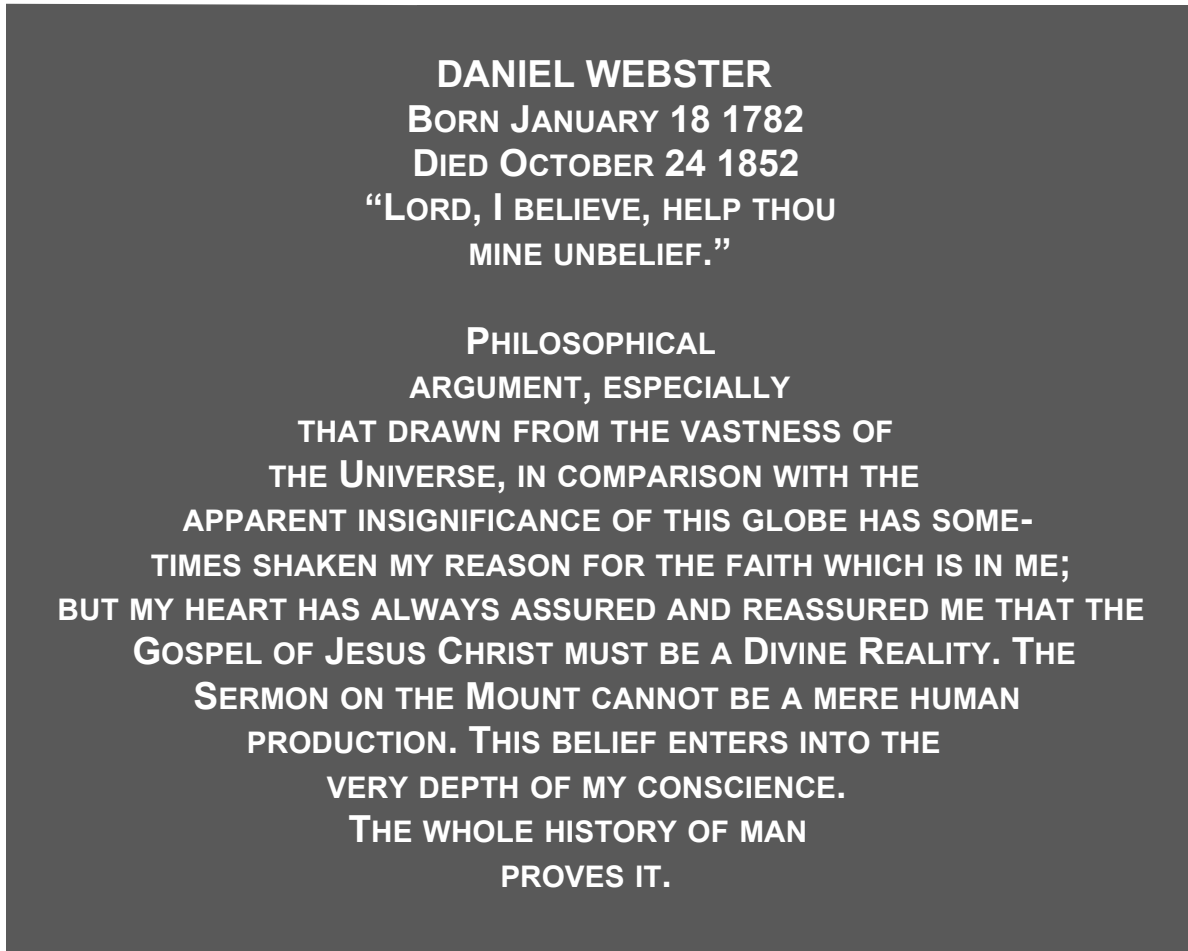 DANIEL WEBSTER
BORN JANUARY 18 1782
DIED OCTOBER 24 1852
“LORD, I BELIEVE, HELP THOU
MINE UNBELIEF.”
PHILOSOPHICAL
ARGUMENT, ESPECIALLY
THAT DRAWN FROM THE VASTNESS OF
THE UNIVERSE, IN COMPARISON WITH THE
APPARENT INSIGNIFICANCE OF THIS GLOBE HAS SOME-
TIMES SHAKEN MY REASON FOR THE FAITH WHICH IS IN ME;
BUT MY HEART HAS ALWAYS ASSURED AND REASSURED ME THAT THE
GOSPEL OF JESUS CHRIST MUST BE A DIVINE REALITY. THE
SERMON ON THE MOUNT CANNOT BE A MERE HUMAN
PRODUCTION. THIS BELIEF ENTERS INTO THE
VERY DEPTH OF MY CONSCIENCE.
THE WHOLE HISTORY OF MAN
PROVES IT.